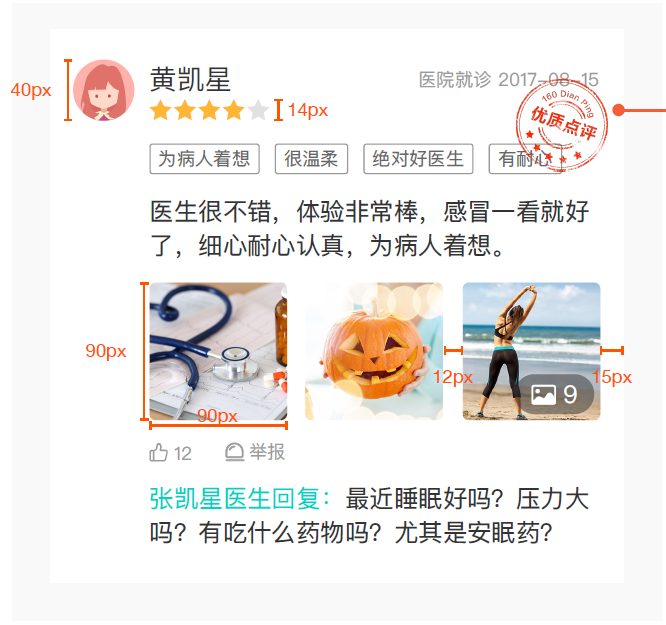 40px
黄凯星
医院就诊 2017-08-15
14px
160 Dian Ping
优质点评
为病人着想
很温柔
绝对好医生
有耐心
医生很不错，体验非常棒，感冒一看就好
了，细心耐心认真，为病人着想。
90px
12px
15px
9
90px
12
举报
张凯星医生回复：最近睡眠好吗？压力大
吗？有吃什么药物吗？尤其是安眠药？